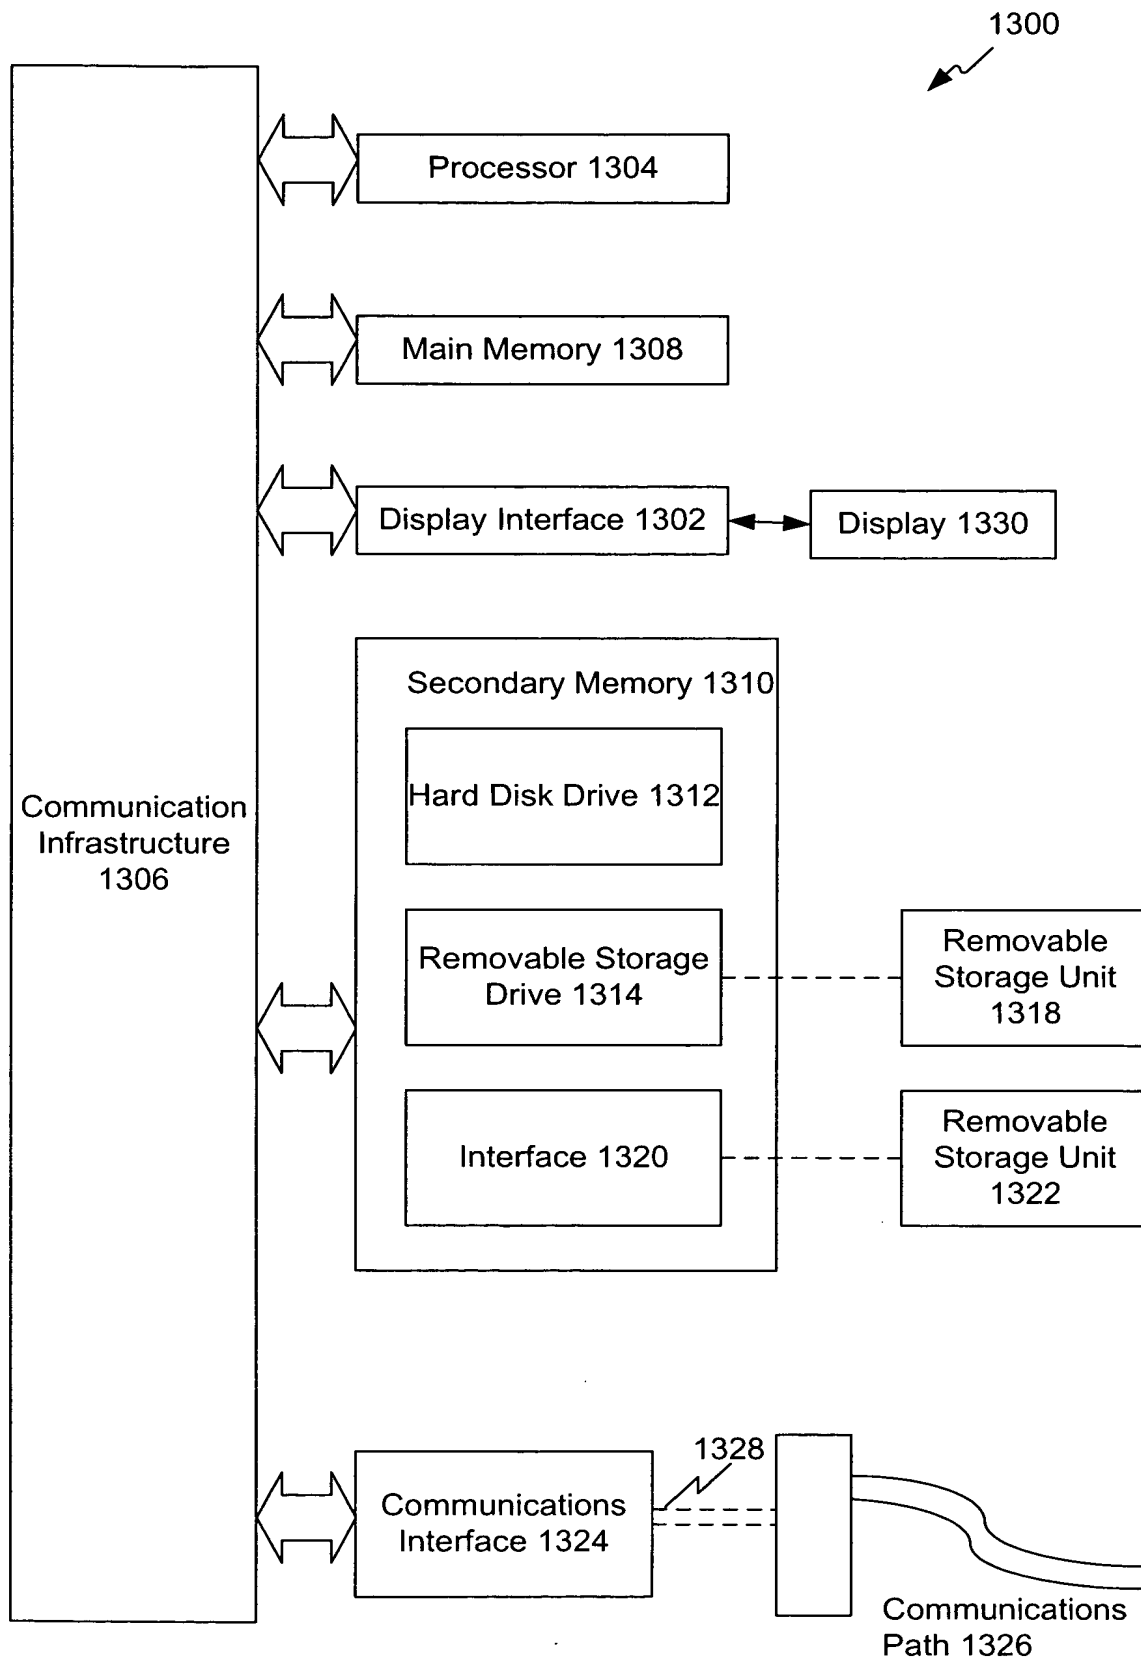 1300
Processor 1304
Main Memory 1308
Display Interface 1302
Display 1330
Secondary Memory 1310
Hard Disk Drive 1312
Communication
Infrastructure
1306
Removable Storage
Drive 1314
Removable
Storage Unit
1318
Interface 1320
Removable
Storage Unit
1322
1328
Communications
Interface 1324
Communications
Path 1326